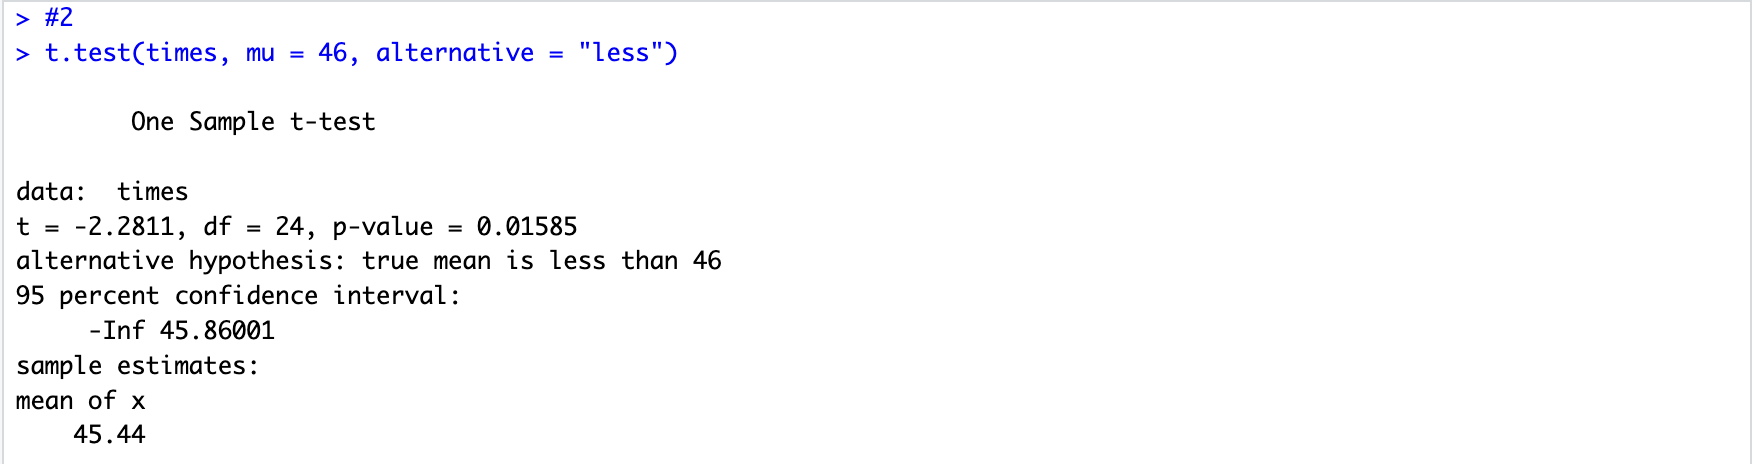 > #2
> t.test(times, mu = 46, alternative = "less")
One Sample t-test
data:  times
t = -2.2811, df = 24, p-value = 0.01585
alternative hypothesis: true mean is less than 46
95 percent confidence interval:
-Inf 45.86001
sample estimates:
mean of x
45.44